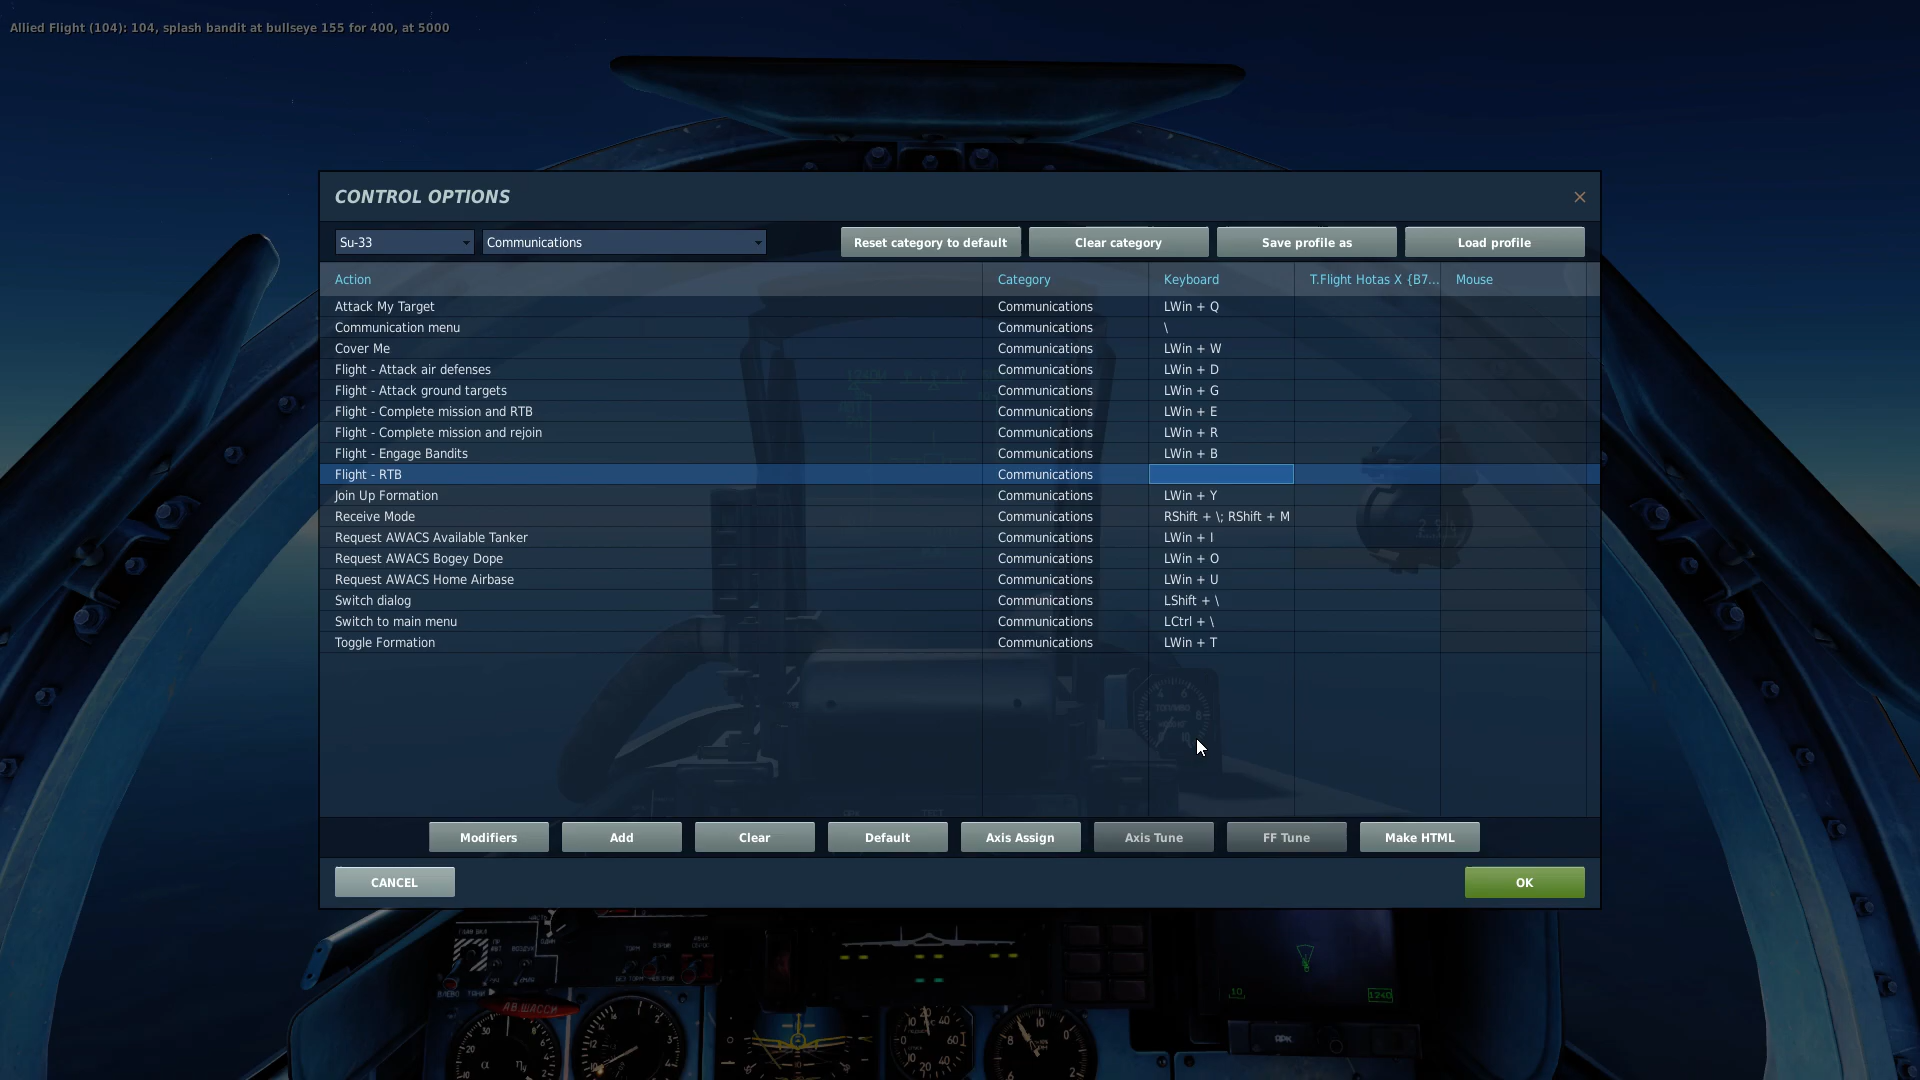 Allied Flight (104): 104, splash bandit at bullseye 155 for 400, at 5000
CONTROL OPTIONS
Su-33 Communications Reset category to default Clear category Save profile as Load profile
Action Category Keyboard T.Flight Hotas X {B7... Mouse
Attack My Target Communications LWin + Q
Communication menu Communications \
Cover Me Communications LWin + W
Flight - Attack air defenses Communications LWin + D
Flight - Attack ground targets Communications LWin + G
Flight - Complete mission and RTB Communications LWin + E
Flight - Complete mission and rejoin Communications LWin + R
Flight - Engage Bandits Communications LWin + B
Flight - RTB Communications
Join Up Formation Communications LWin + Y
Receive Mode Communications RShift + \; RShift + M
Request AWACS Available Tanker Communications LWin + I
Request AWACS Bogey Dope Communications LWin + O
Request AWACS Home Airbase Communications LWin + U
Switch dialog Communications LShift + \
Switch to main menu Communications LCtrl + \
Toggle Formation Communications LWin + T
Modifiers Add Clear Default Axis Assign Axis Tune FF Tune Make HTML
CANCEL OK
АВ.ШАССИ
10